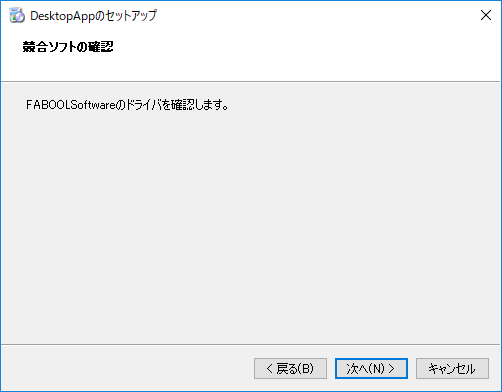 DesktopAppのセットアップ
競合ソフトの確認
FABOOLSoftwareのドライバを確認します。
< 戻る(B)
次へ(N) >
キャンセル